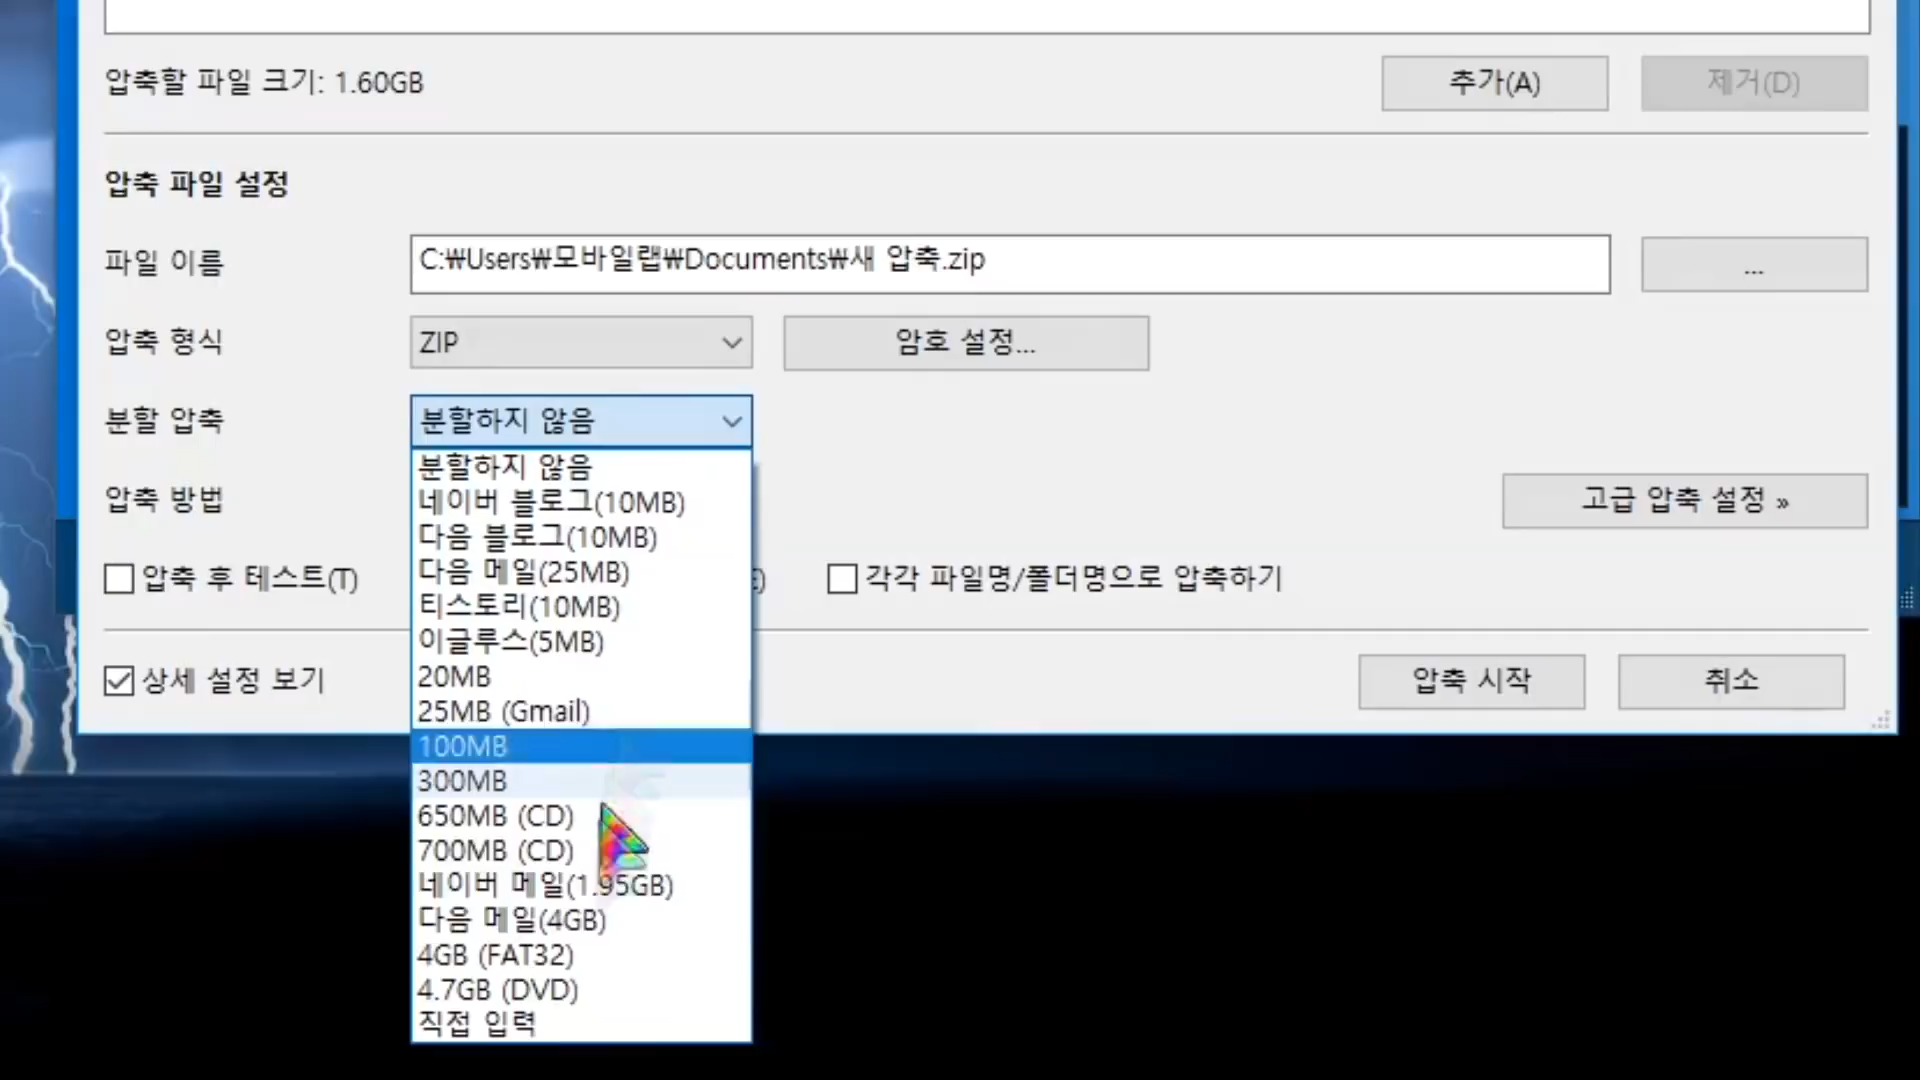 압축할 파일 크기: 1.60GB
추가(A)
제거(D)
압축 파일 설정
파일 이름
C:₩Users₩모바일랩₩Documents₩새 압축.zip
...
압축 형식
ZIP
암호 설정...
분할 압축
분할하지 않음
분할하지 않음
네이버 블로그(10MB)
다음 블로그(10MB)
다음 메일(25MB)
티스토리(10MB)
이글루스(5MB)
20MB
25MB (Gmail)
100MB
300MB
650MB (CD)
700MB (CD)
네이버 메일(1.95GB)
다음 메일(4GB)
4GB (FAT32)
4.7GB (DVD)
직접 입력
압축 방법
고급 압축 설정 »
압축 후 테스트(T)
각각 파일명/폴더명으로 압축하기
상세 설정 보기
압축 시작
취소